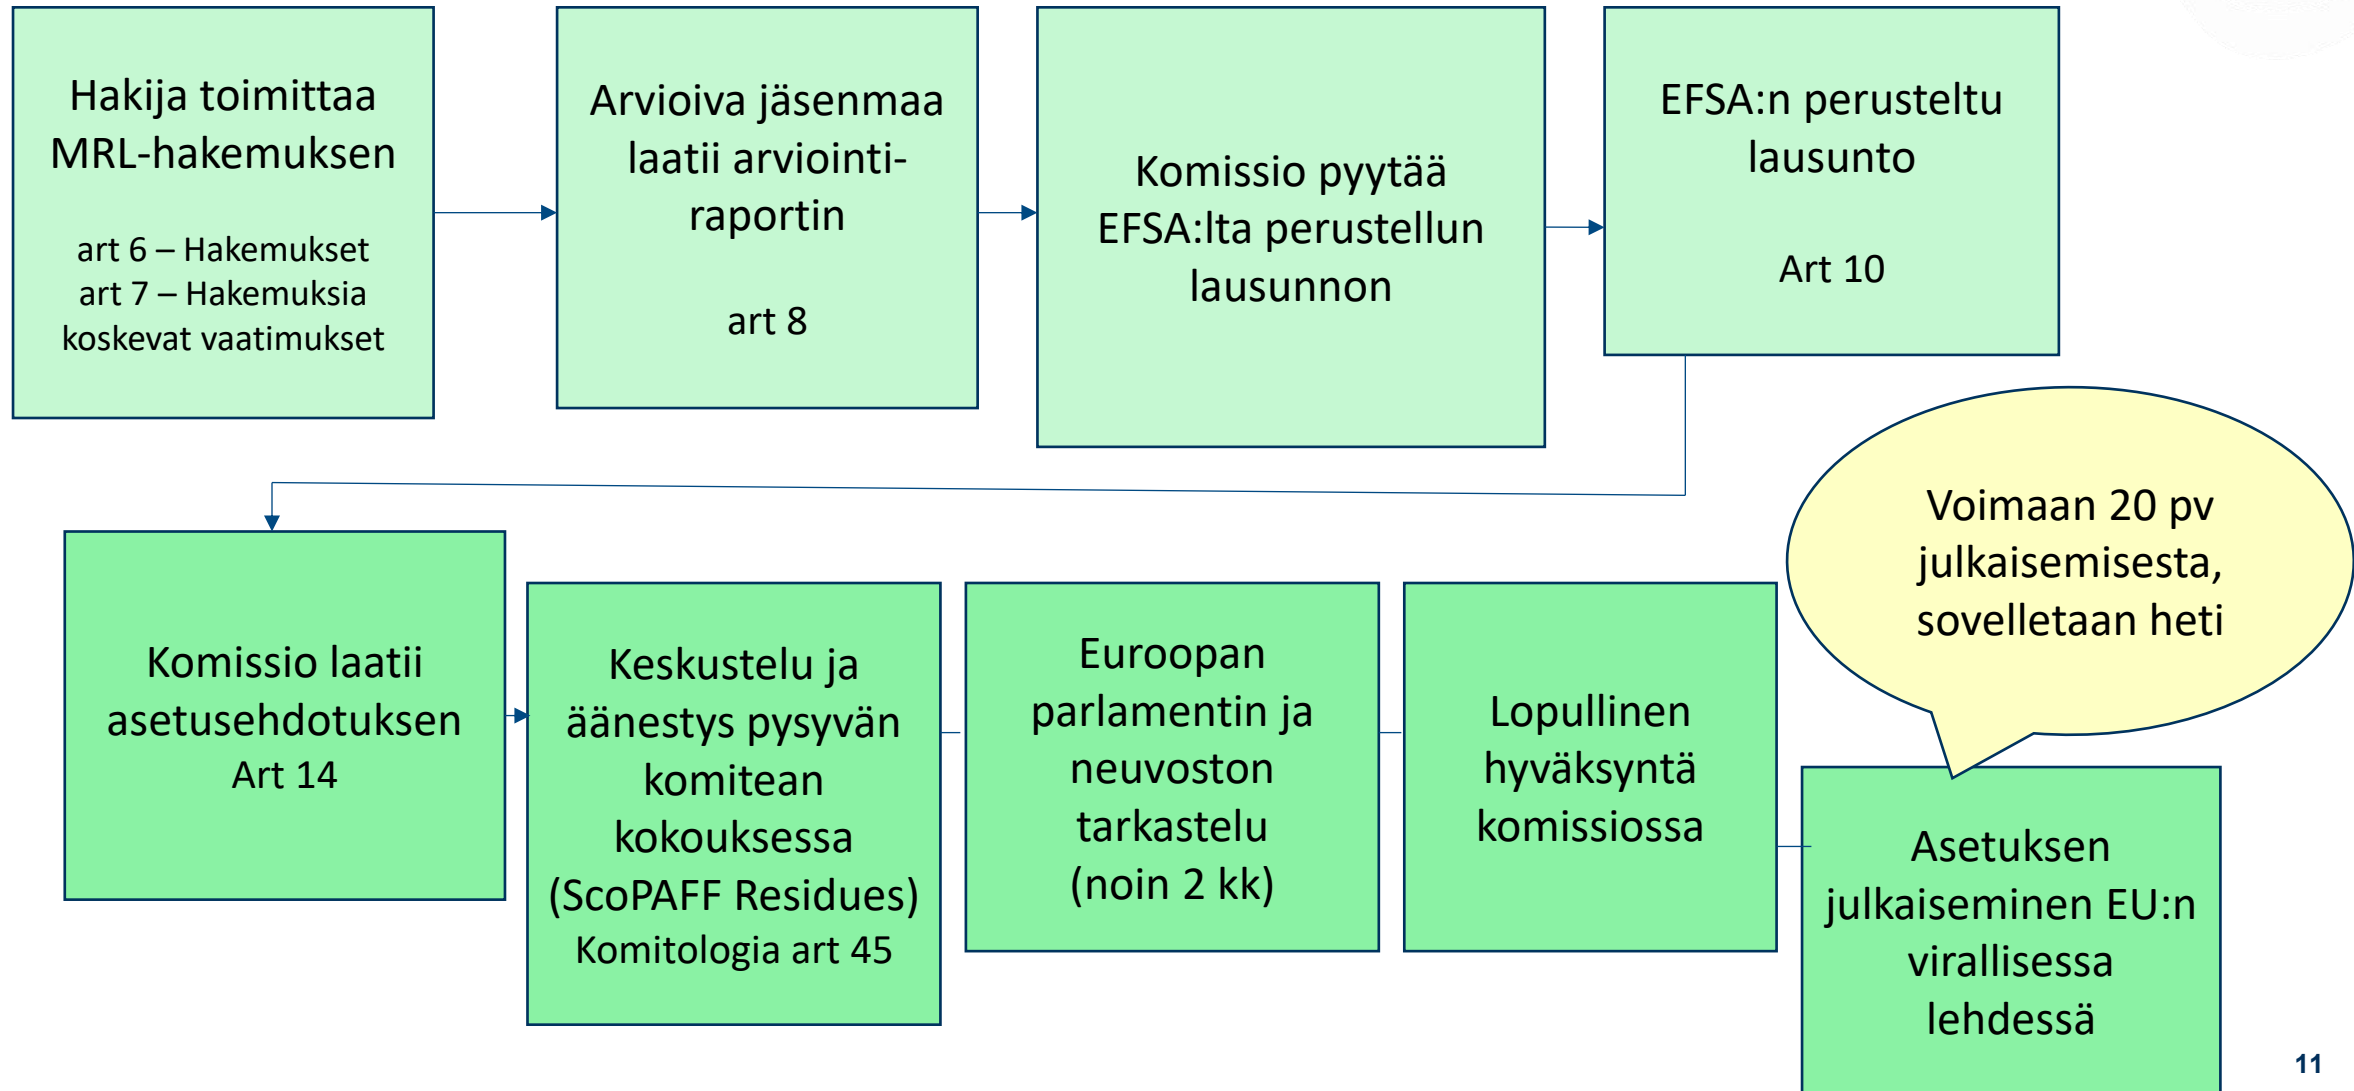 Hakija toimittaa
MRL-hakemuksen
art 6 – Hakemukset
art 7 – Hakemuksia
koskevat vaatimukset
Arvioiva jäsenmaa
laatii arviointi-
raportin
art 8
Komissio pyytää
EFSA:lta perustellun
lausunnon
EFSA:n perusteltu
lausunto
Art 10
Komissio laatii
asetusehdotuksen
Art 14
Keskustelu ja
äänestys pysyvän
komitean
kokouksessa
(ScoPAFF Residues)
Komitologia art 45
Euroopan
parlamentin ja
neuvoston
tarkastelu
(noin 2 kk)
Lopullinen
hyväksyntä
komissiossa
Voimaan 20 pv
julkaisemisesta,
sovelletaan heti
Asetuksen
julkaiseminen EU:n
virallisessa
lehdessä
11